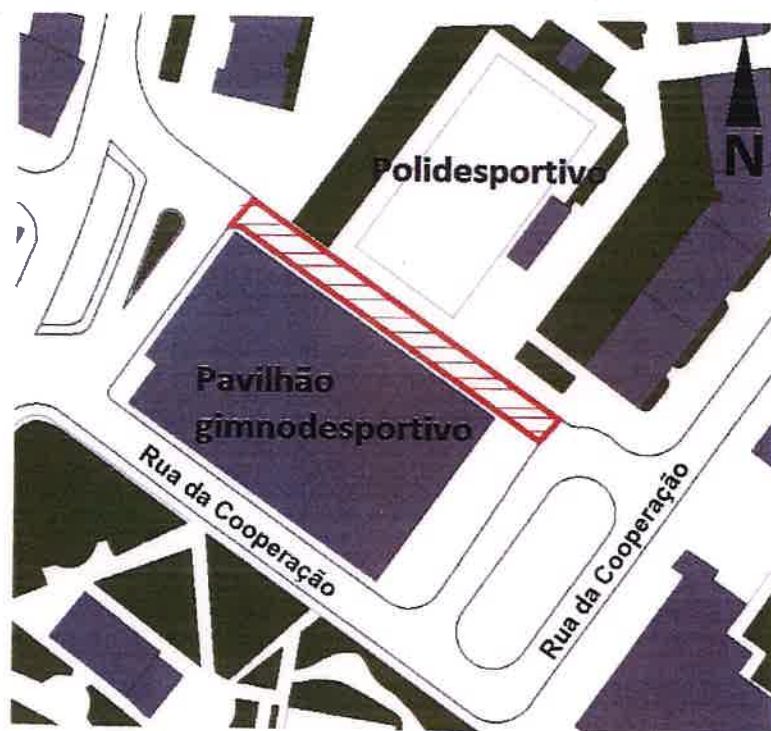 N
Polidesportivo
Pavilhão
gimnodesportivo
Rua da Cooperação
Rua da Cooperação